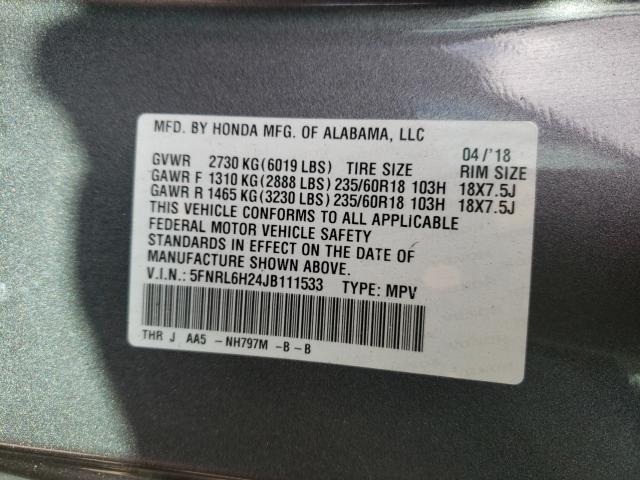 MFD. BY HONDA MFG. OF ALABAMA, LLC
04/'18
GVWR 2730 KG(6019 LBS) TIRE SIZE RIM SIZE
GAWR F 1310 KG(2888 LBS)235/60R18 103H 18X7.5J
GAWR R 1465 KG(3230 LBS)235/60R18 103H 18X7.5J
THIS VEHICLE CONFORMS TO ALL APPLICABLE
FEDERAL MOTOR VEHICLE SAFETY
STANDARDS IN EFFECT ON THE DATE OF
MANUFACTURE SHOWN ABOVE.
V.I.N.: 5FNRL6H24JB111533 TYPE: MPV
THR J AA5 -NH797M -B-B